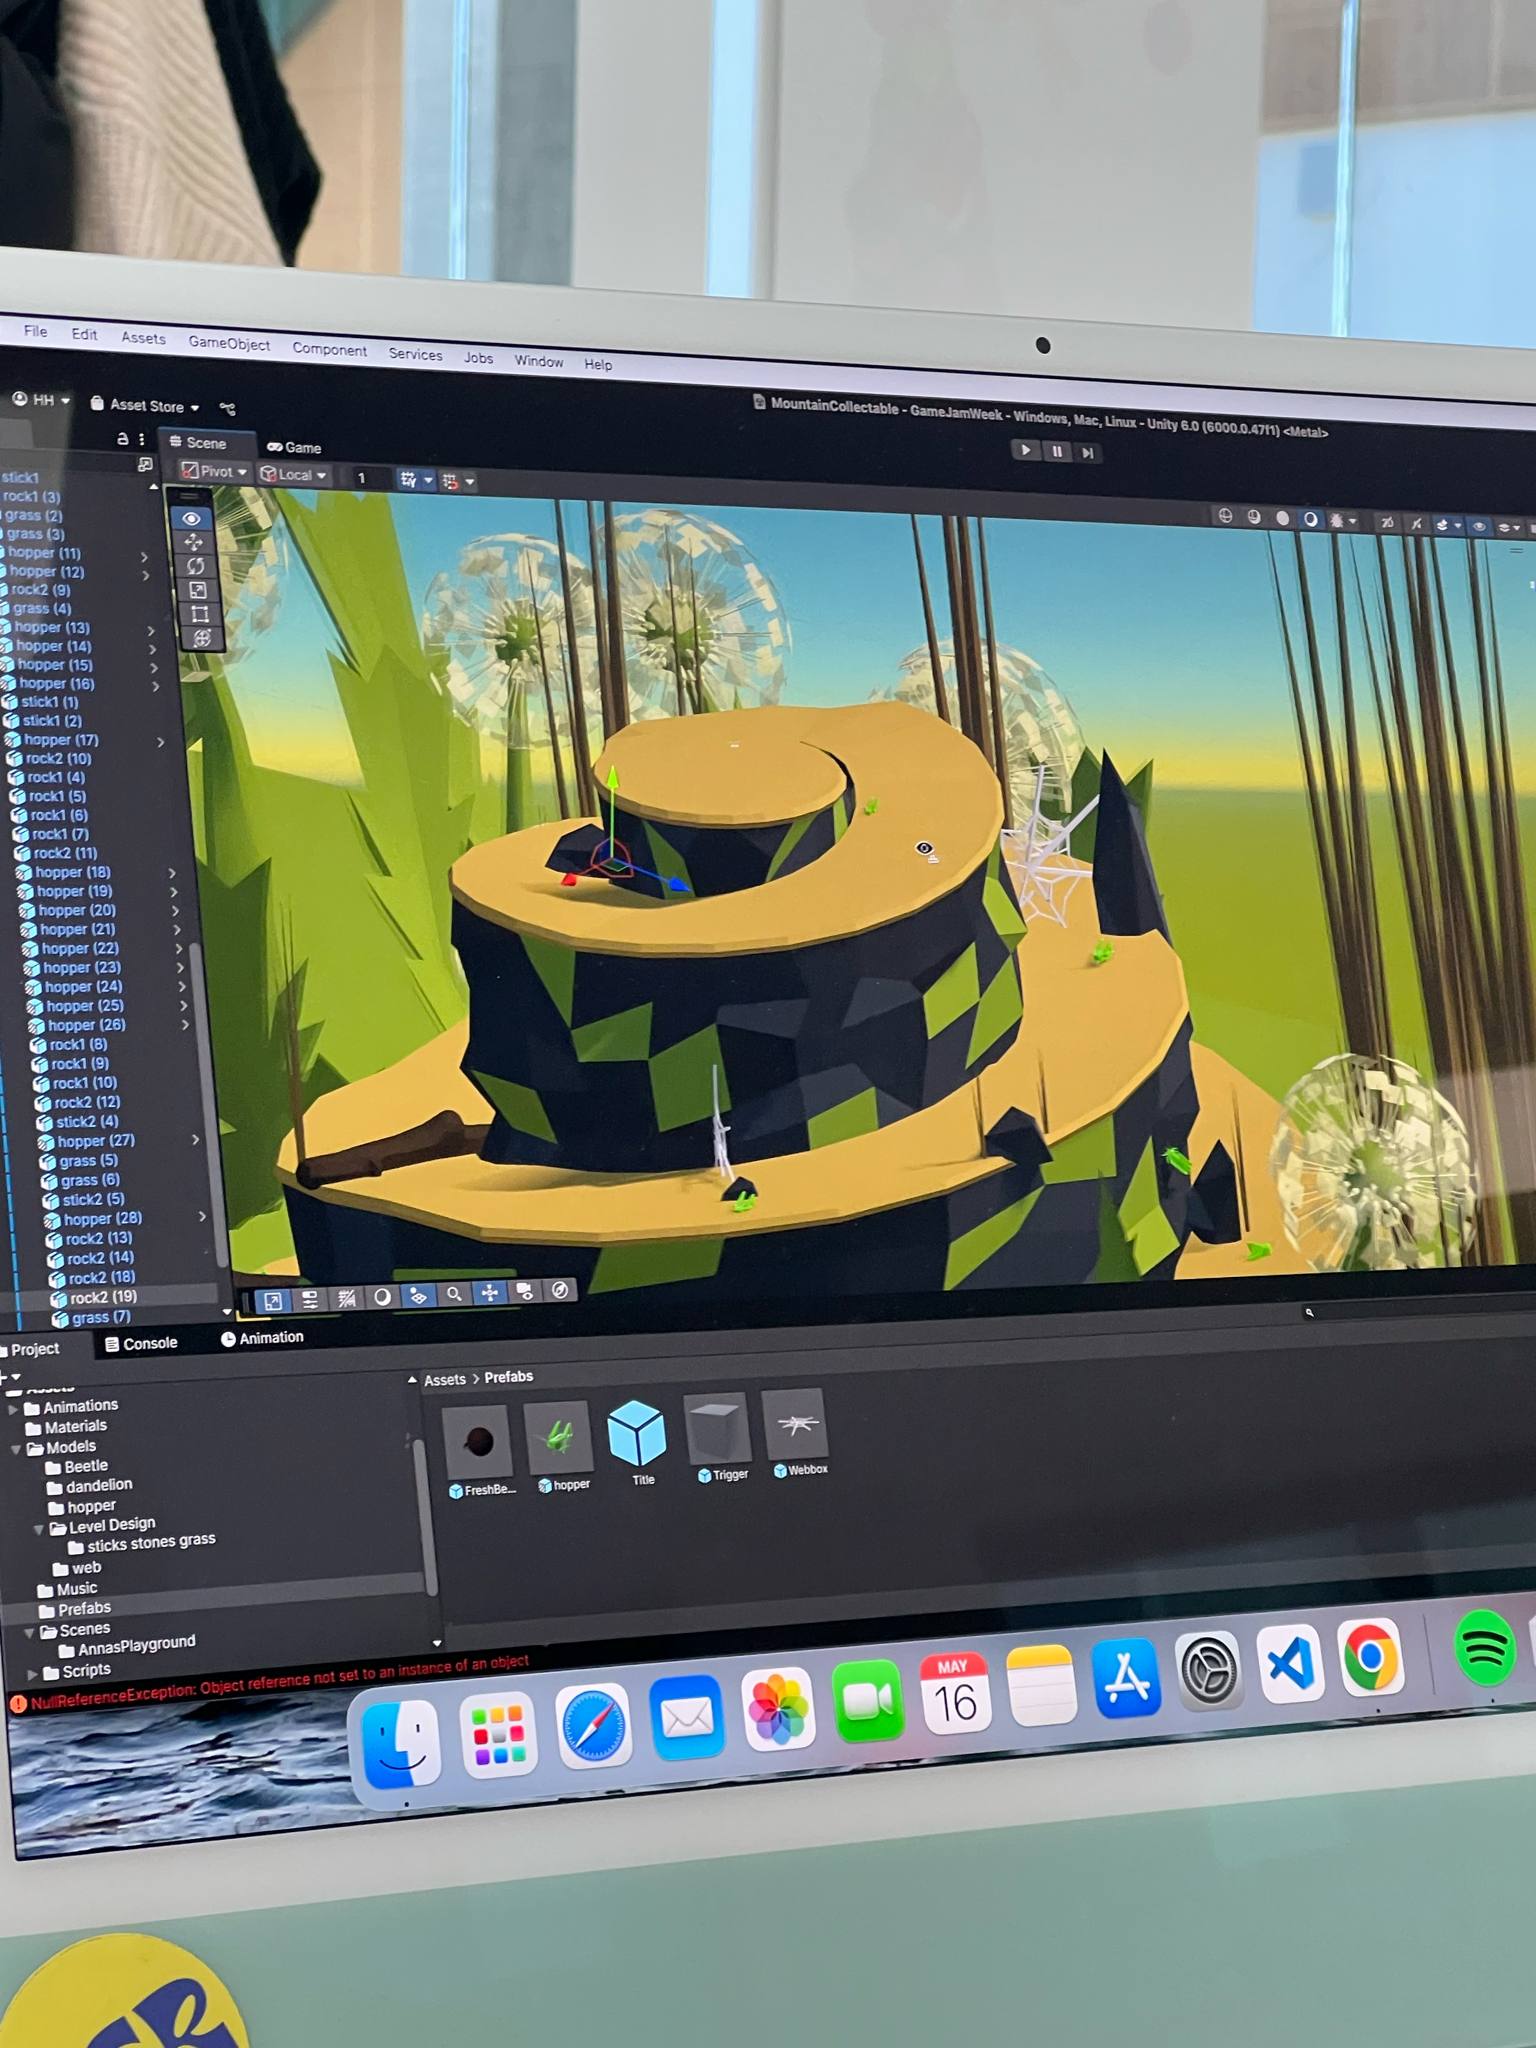 File Edit Assets GameObject Component Services Jobs Window Help
HH Asset Store
MountainCollectable - GameJamWeek - Windows, Mac, Linux - Unity 6.0 (6000.0.47f1) <Metal>
Scene Game
Pivot Local 1
stick1
rock1 (3)
grass (2)
grass (3)
hopper (11)
hopper (12)
rock2 (9)
grass (4)
hopper (13)
hopper (14)
hopper (15)
hopper (16)
stick1 (1)
stick1 (2)
hopper (17)
rock2 (10)
rock1 (4)
rock1 (5)
rock1 (6)
rock1 (7)
rock2 (11)
hopper (18)
hopper (19)
hopper (20)
hopper (21)
hopper (22)
hopper (23)
hopper (24)
hopper (25)
hopper (26)
rock1 (8)
rock1 (9)
rock1 (10)
rock2 (12)
stick2 (4)
hopper (27)
grass (5)
grass (6)
stick2 (5)
hopper (28)
rock2 (13)
rock2 (14)
rock2 (18)
rock2 (19)
grass (7)
Project Console Animation
Assets
Animations
Materials
Models
Beetle
dandelion
hopper
Level Design
sticks stones grass
web
Music
Prefabs
Scenes
AnnasPlayground
Scripts
Assets > Prefabs
FreshBe... hopper Title Trigger Webbox
NullReferenceException: Object reference not set to an instance of an object
MAY
16